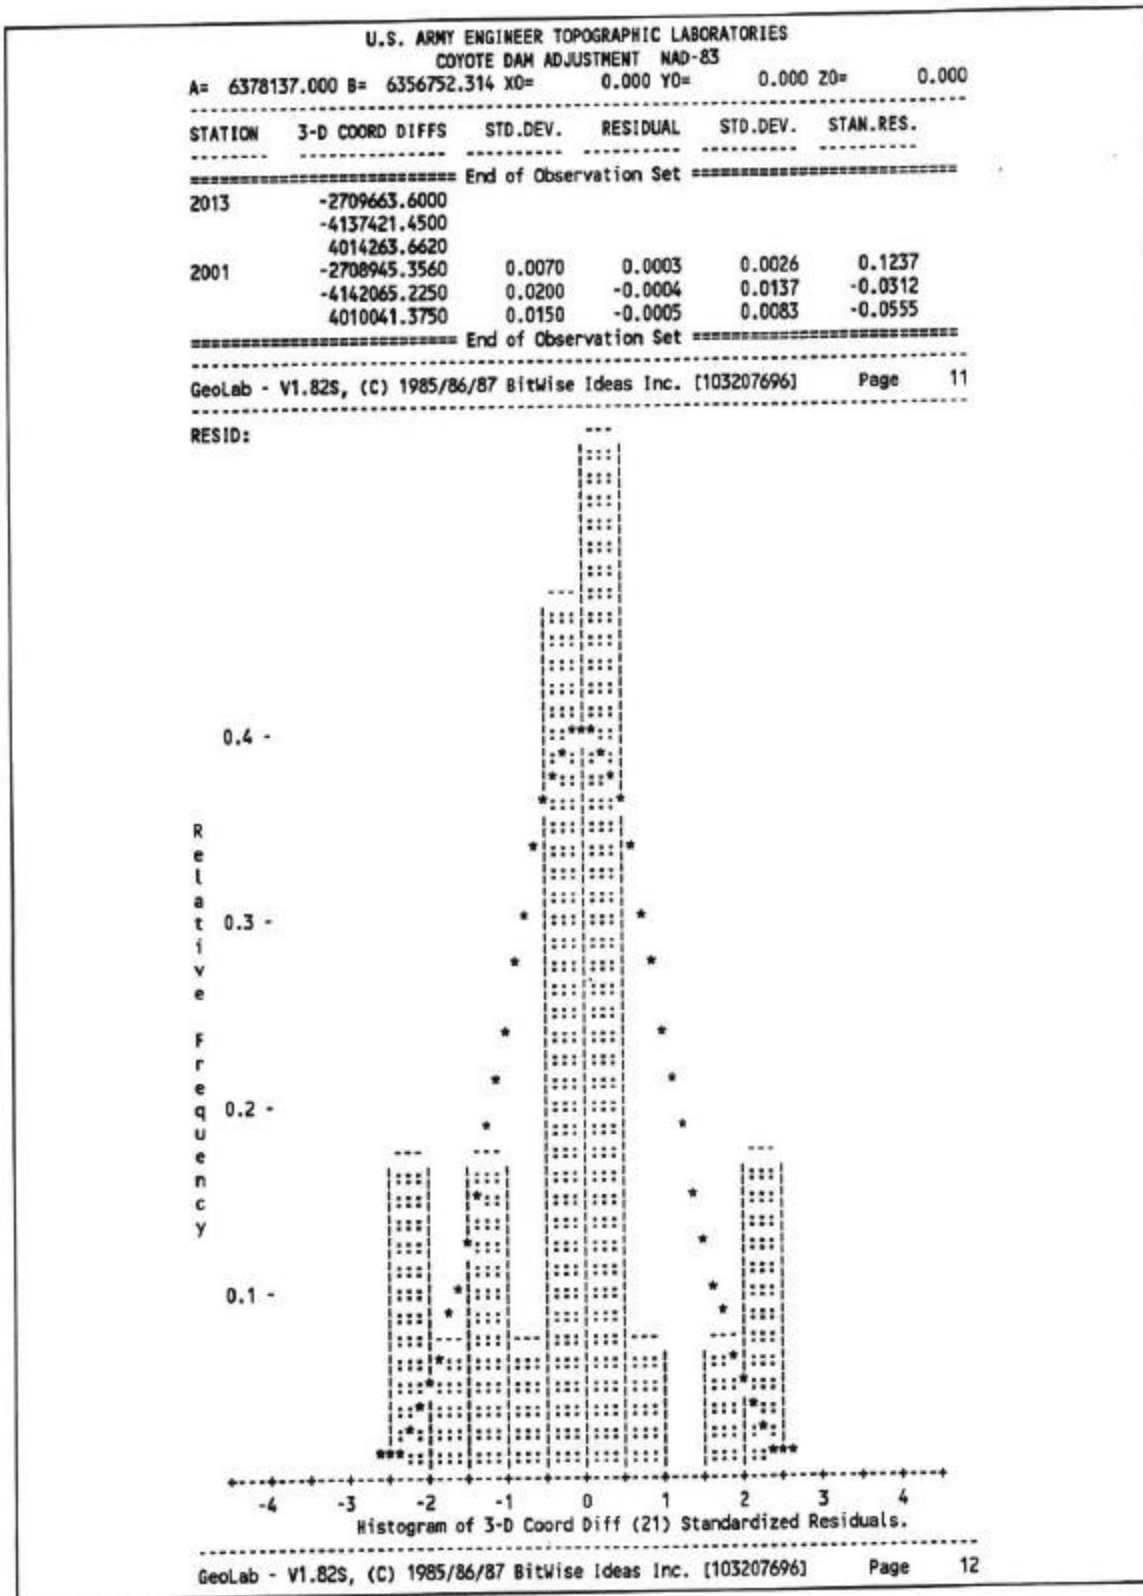 U.S. ARMY ENGINEER TOPOGRAPHIC LABORATORIES
COYOTE DAM ADJUSTMENT NAD-83
A= 6378137.000 B= 6356752.314 X0= 0.000 Y0= 0.000 Z0= 0.000
STATION 3-D COORD DIFFS STD.DEV. RESIDUAL STD.DEV. STAN.RES.
=========================== End of Observation Set ===========================
2013 -2709663.6000
-4137421.4500
4014263.6620
2001 -2708945.3560 0.0070 0.0003 0.0026 0.1237
-4142065.2250 0.0200 -0.0004 0.0137 -0.0312
4010041.3750 0.0150 -0.0005 0.0083 -0.0555
=========================== End of Observation Set ===========================
GeoLab - V1.82S, (C) 1985/86/87 BitWise Ideas Inc. [103207696] Page 11
RESID:
0.4 -
0.3 -
0.2 -
0.1 -
Relative Frequency
-4 -3 -2 -1 0 1 2 3 4
Histogram of 3-D Coord Diff (21) Standardized Residuals.
GeoLab - V1.82S, (C) 1985/86/87 BitWise Ideas Inc. [103207696] Page 12